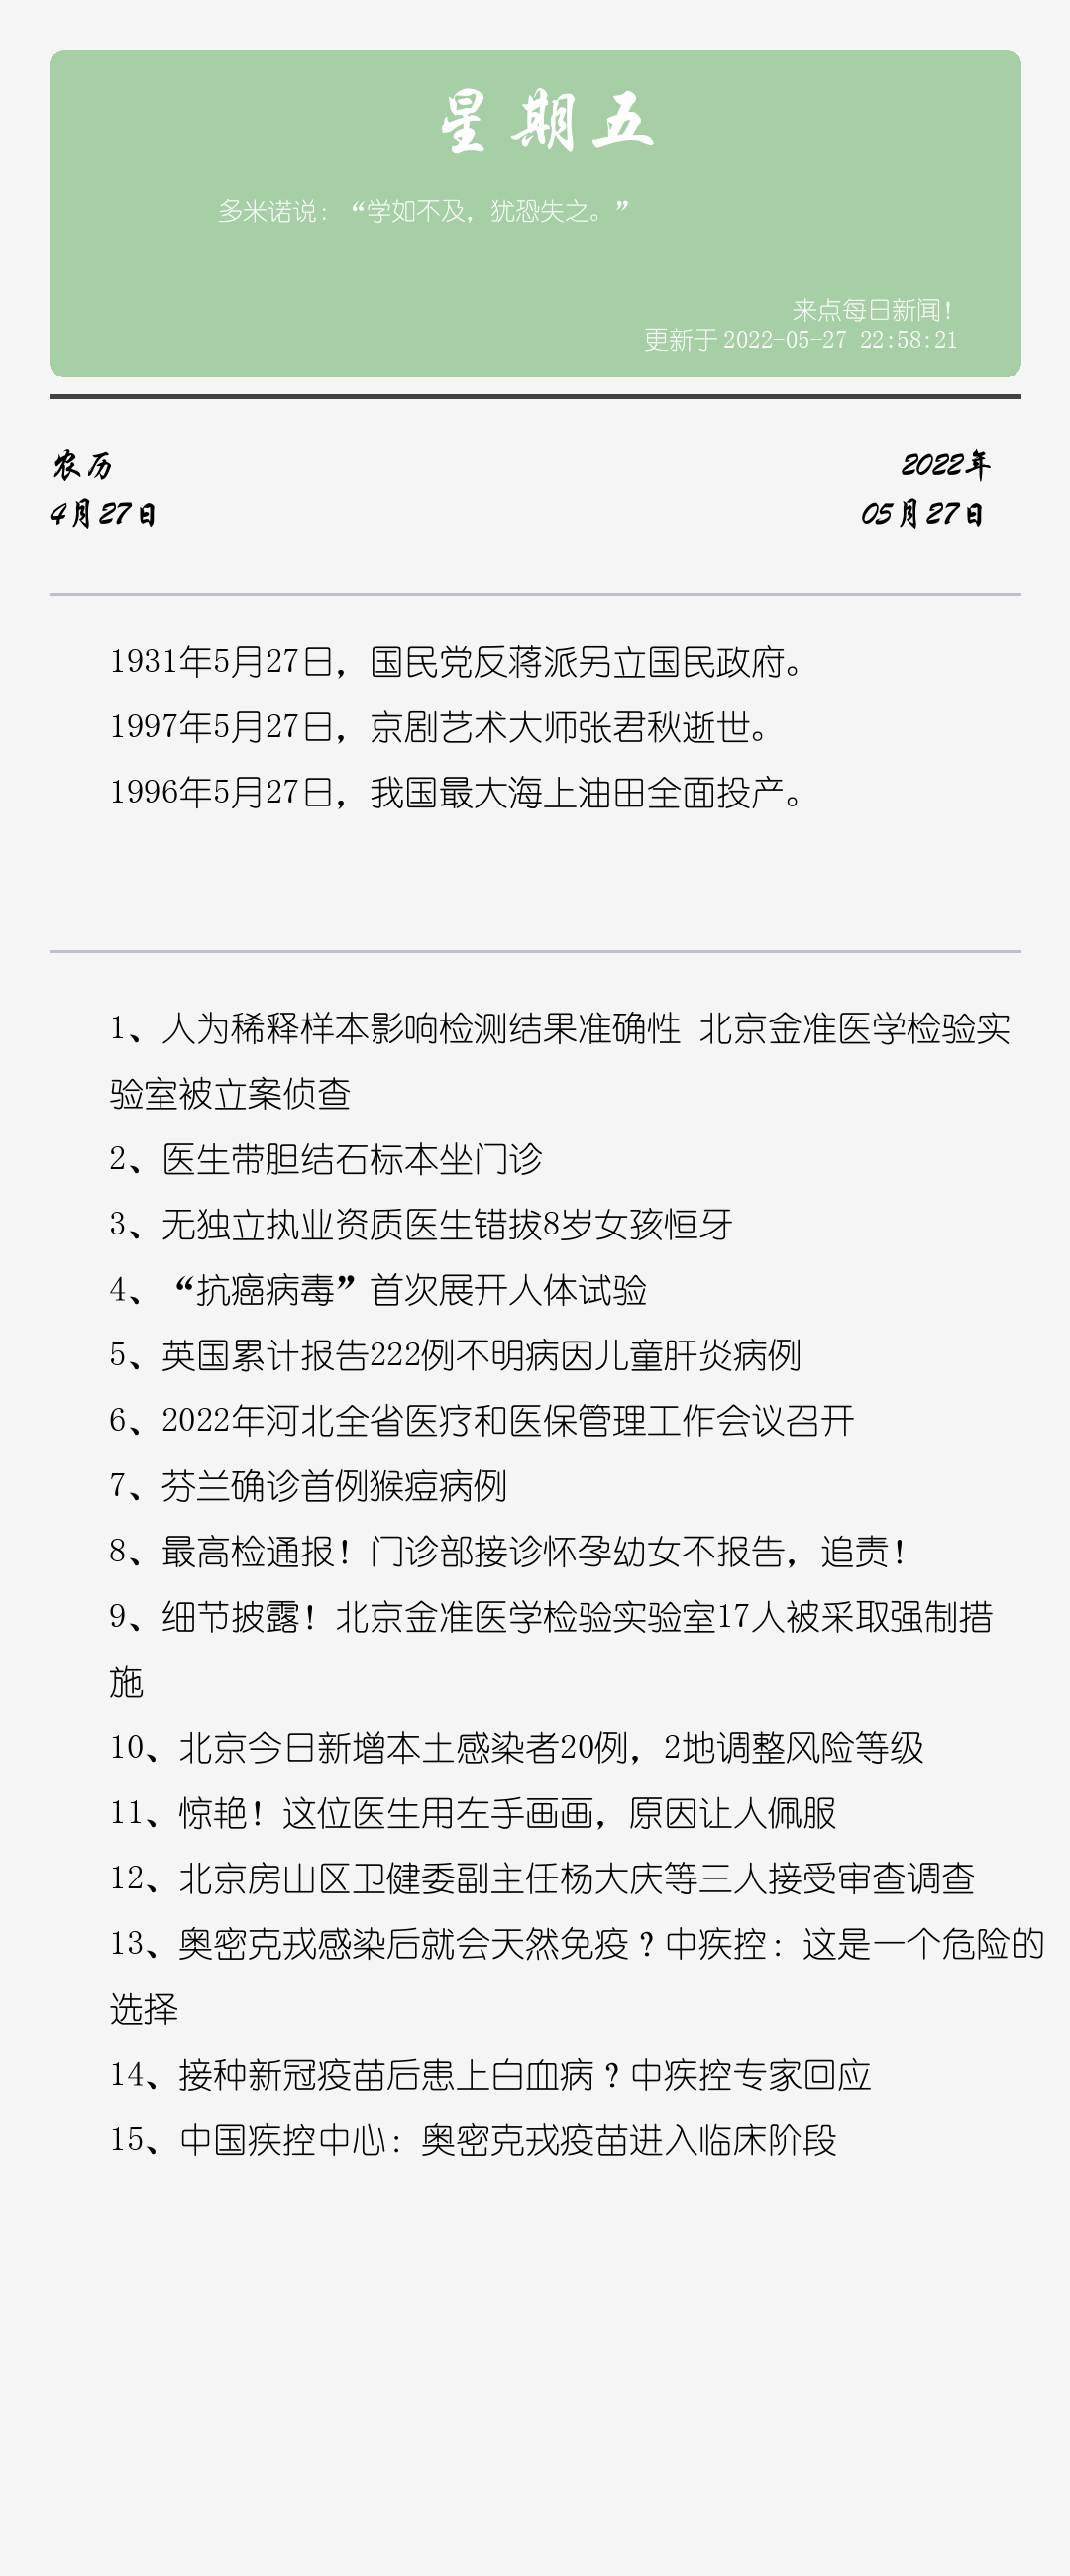 星期五
多米诺说：“学如不及，犹恐失之。”
来点每日新闻！
更新于 2022-05-27 22:58:21
农历
2022年
4月27日
05月27日
1931年5月27日，国民党反蒋派另立国民政府。
1997年5月27日，京剧艺术大师张君秋逝世。
1996年5月27日，我国最大海上油田全面投产。
1、人为稀释样本影响检测结果准确性 北京金准医学检验实
验室被立案侦查
2、医生带胆结石标本坐门诊
3、无独立执业资质医生错拔8岁女孩恒牙
4、“抗癌病毒”首次展开人体试验
5、英国累计报告222例不明病因儿童肝炎病例
6、2022年河北全省医疗和医保管理工作会议召开
7、芬兰确诊首例猴痘病例
8、最高检通报！门诊部接诊怀孕幼女不报告，追责！
9、细节披露！北京金准医学检验实验室17人被采取强制措
施
10、北京今日新增本土感染者20例，2地调整风险等级
11、惊艳！这位医生用左手画画，原因让人佩服
12、北京房山区卫健委副主任杨大庆等三人接受审查调查
13、奥密克戎感染后就会天然免疫？中疾控：这是一个危险的
选择
14、接种新冠疫苗后患上白血病？中疾控专家回应
15、中国疾控中心：奥密克戎疫苗进入临床阶段